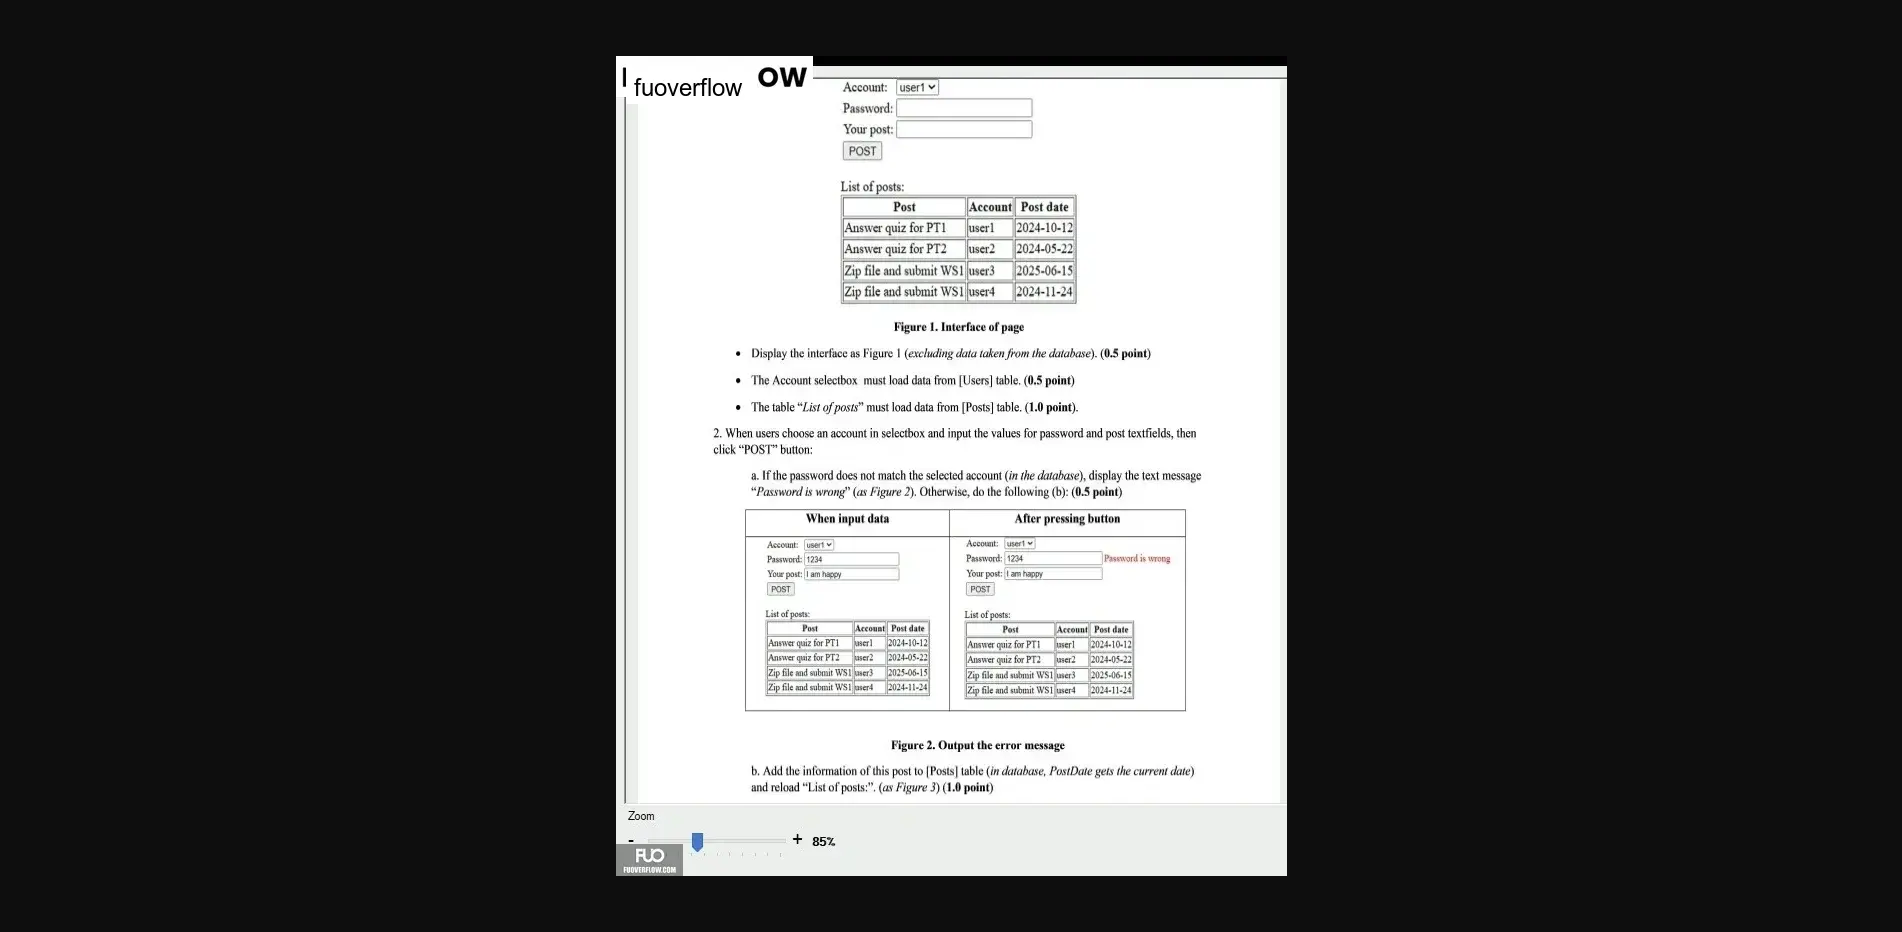 I fuoverflow OW
Account: user1
Password:
Your post:
POST
List of posts:
Post Account Post date
Answer quiz for PT1 user1 2024-10-12
Answer quiz for PT2 user2 2024-05-22
Zip file and submit WS1 user3 2025-06-15
Zip file and submit WS1 user4 2024-11-24
Figure 1. Interface of page
• Display the interface as Figure 1 (excluding data taken from the database). (0.5 point)
• The Account selectbox must load data from [Users] table. (0.5 point)
• The table “List of posts” must load data from [Posts] table. (1.0 point).
2. When users choose an account in selectbox and input the values for password and post textfields, then
click “POST” button:
a. If the password does not match the selected account (in the database), display the text message
“Password is wrong” (as Figure 2). Otherwise, do the following (b): (0.5 point)
When input data
Account: user1
Password: 1234
Your post: I am happy
POST
List of posts:
Post Account Post date
Answer quiz for PT1 user1 2024-10-12
Answer quiz for PT2 user2 2024-05-22
Zip file and submit WS1 user3 2025-06-15
Zip file and submit WS1 user4 2024-11-24
After pressing button
Account: user1
Password: 1234 Password is wrong
Your post: I am happy
POST
List of posts:
Post Account Post date
Answer quiz for PT1 user1 2024-10-12
Answer quiz for PT2 user2 2024-05-22
Zip file and submit WS1 user3 2025-06-15
Zip file and submit WS1 user4 2024-11-24
Figure 2. Output the error message
b. Add the information of this post to [Posts] table (in database, PostDate gets the current date)
and reload “List of posts:”. (as Figure 3) (1.0 point)
Zoom
- + 85%
FUO
FUOVERFLOW.COM